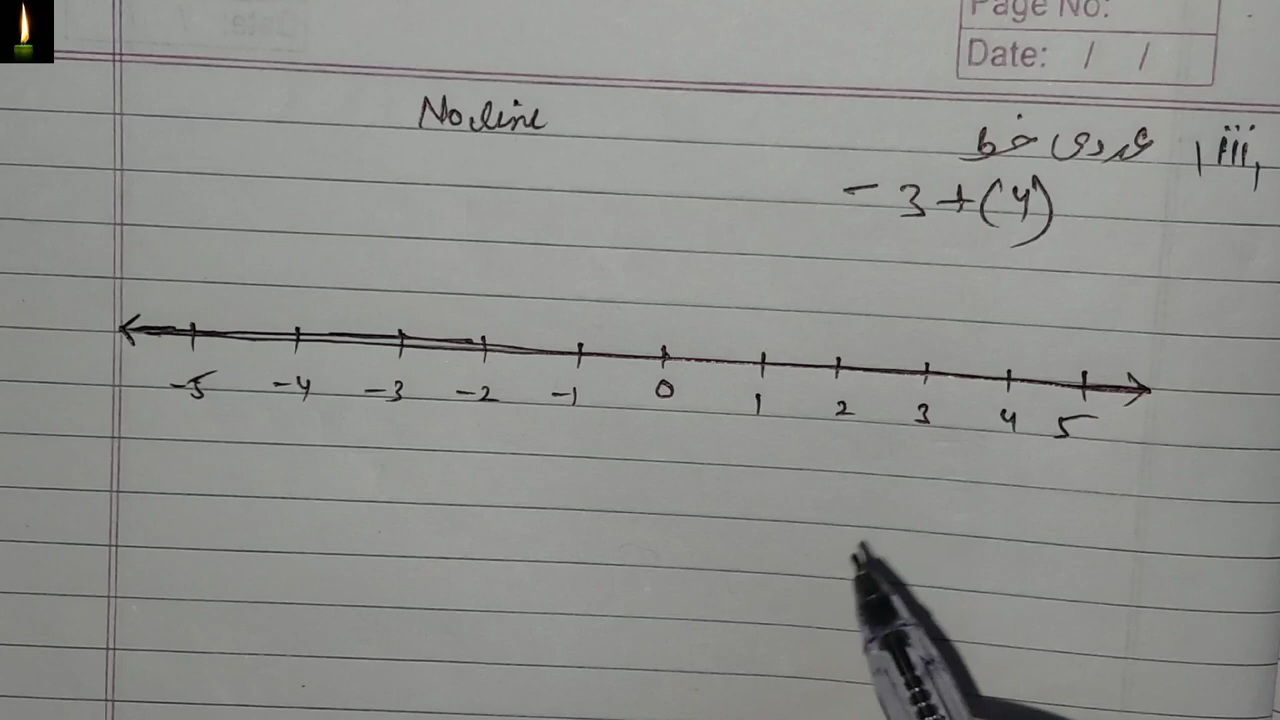 Page No:
Date: / /
No. line
iii, عددی خط
- 3 + (4)
-5 -4 -3 -2 -1 0 1 2 3 4 5